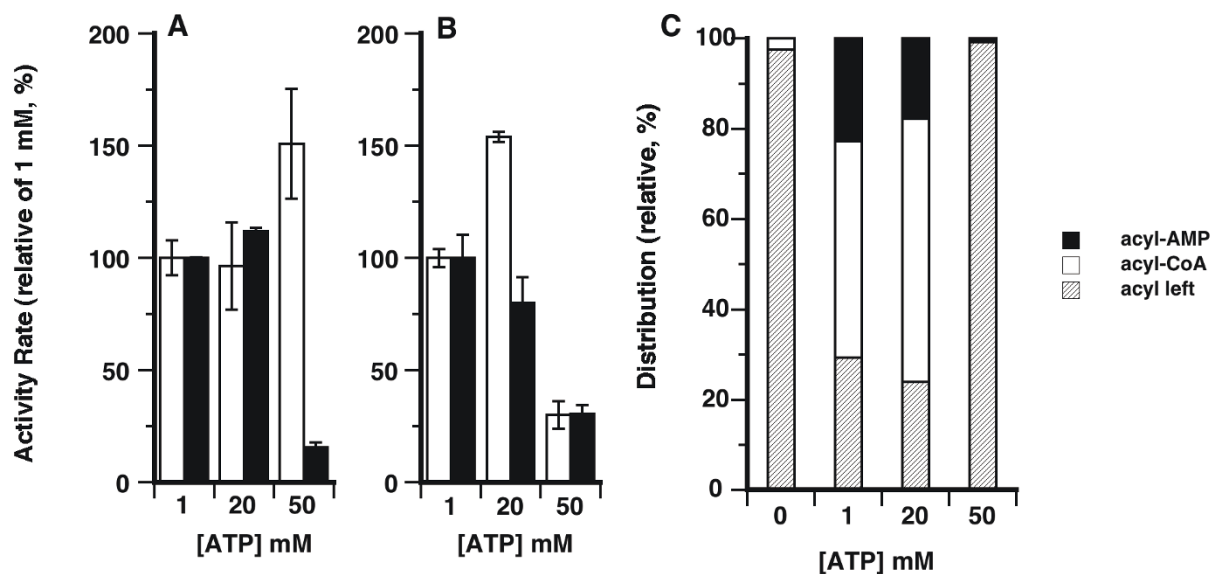 A
Activity Rate (relative of 1 mM, %)
200
150
100
50
0
1 20 50
[ATP] mM
B
200
150
100
50
0
1 20 50
[ATP] mM
C
Distribution (relative, %)
100
80
60
40
20
0
0 1 20 50
[ATP] mM
acyl-AMP
acyl-CoA
acyl left